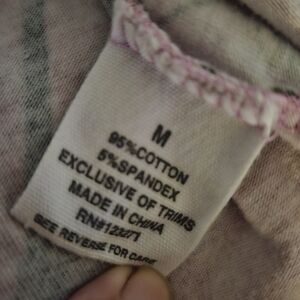 M
95%COTTON
5%SPANDEX
EXCLUSIVE OF TRIMS
MADE IN CHINA
SEE REVERSE FOR CARE